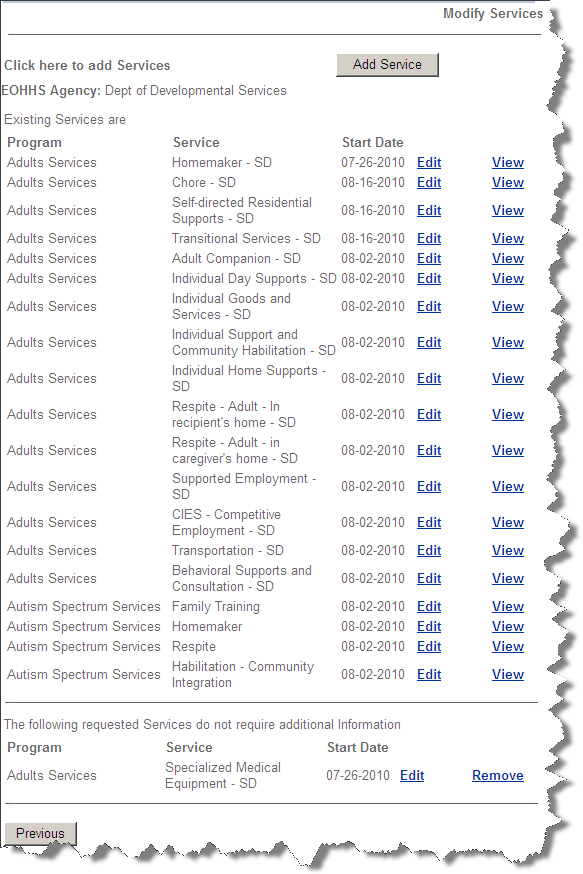 Modify Services
Click here to add Services Add Service
EOHHS Agency: Dept of Developmental Services
Existing Services are
Program Service Start Date
Adults Services Homemaker - SD 07-26-2010 Edit View
Adults Services Chore - SD 08-16-2010 Edit View
Self-directed Residential
Adults Services 08-16-2010 Edit View
Supports - SD
Adults Services Transitional Services - SD 08-16-2010 Edit View
Adults Services Adult Companion - SD 08-02-2010 Edit View
Adults Services Individual Day Supports - SD 08-02-2010 Edit View
Individual Goods and
Adults Services 08-02-2010 Edit View
Services - SD
Individual Support and
Adults Services 08-02-2010 Edit View
Community Habilitation - SD
Individual Home Supports -
Adults Services 08-02-2010 Edit View
SD
Respite - Adult - In
Adults Services 08-02-2010 Edit View
recipient's home - SD
Respite - Adult - in
Adults Services 08-02-2010 Edit View
caregiver's home - SD
Supported Employment -
Adults Services 08-02-2010 Edit View
SD
CIES - Competitive
Adults Services 08-02-2010 Edit View
Employment - SD
Adults Services Transportation - SD 08-02-2010 Edit View
Behavioral Supports and
Adults Services 08-02-2010 Edit View
Consultation - SD
Autism Spectrum Services Family Training 08-02-2010 Edit View
Autism Spectrum Services Homemaker 08-02-2010 Edit View
Autism Spectrum Services Respite 08-02-2010 Edit View
Habilitation - Community
Autism Spectrum Services 08-02-2010 Edit View
Integration
The following requested Services do not require additional Information
Program Service Start Date
Specialized Medical
Adults Services 07-26-2010 Edit Remove
Equipment - SD
Previous